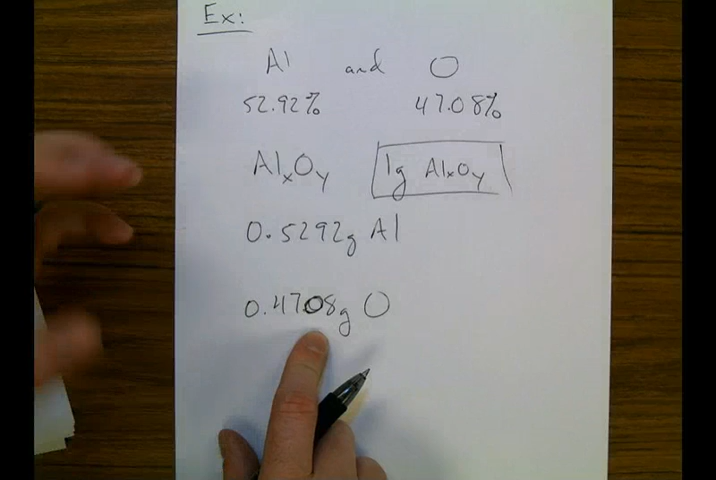 Ex:
Al and O
52.92% 47.08%
AlxOy 1g AlxOy
0.5292g Al
0.4708g O